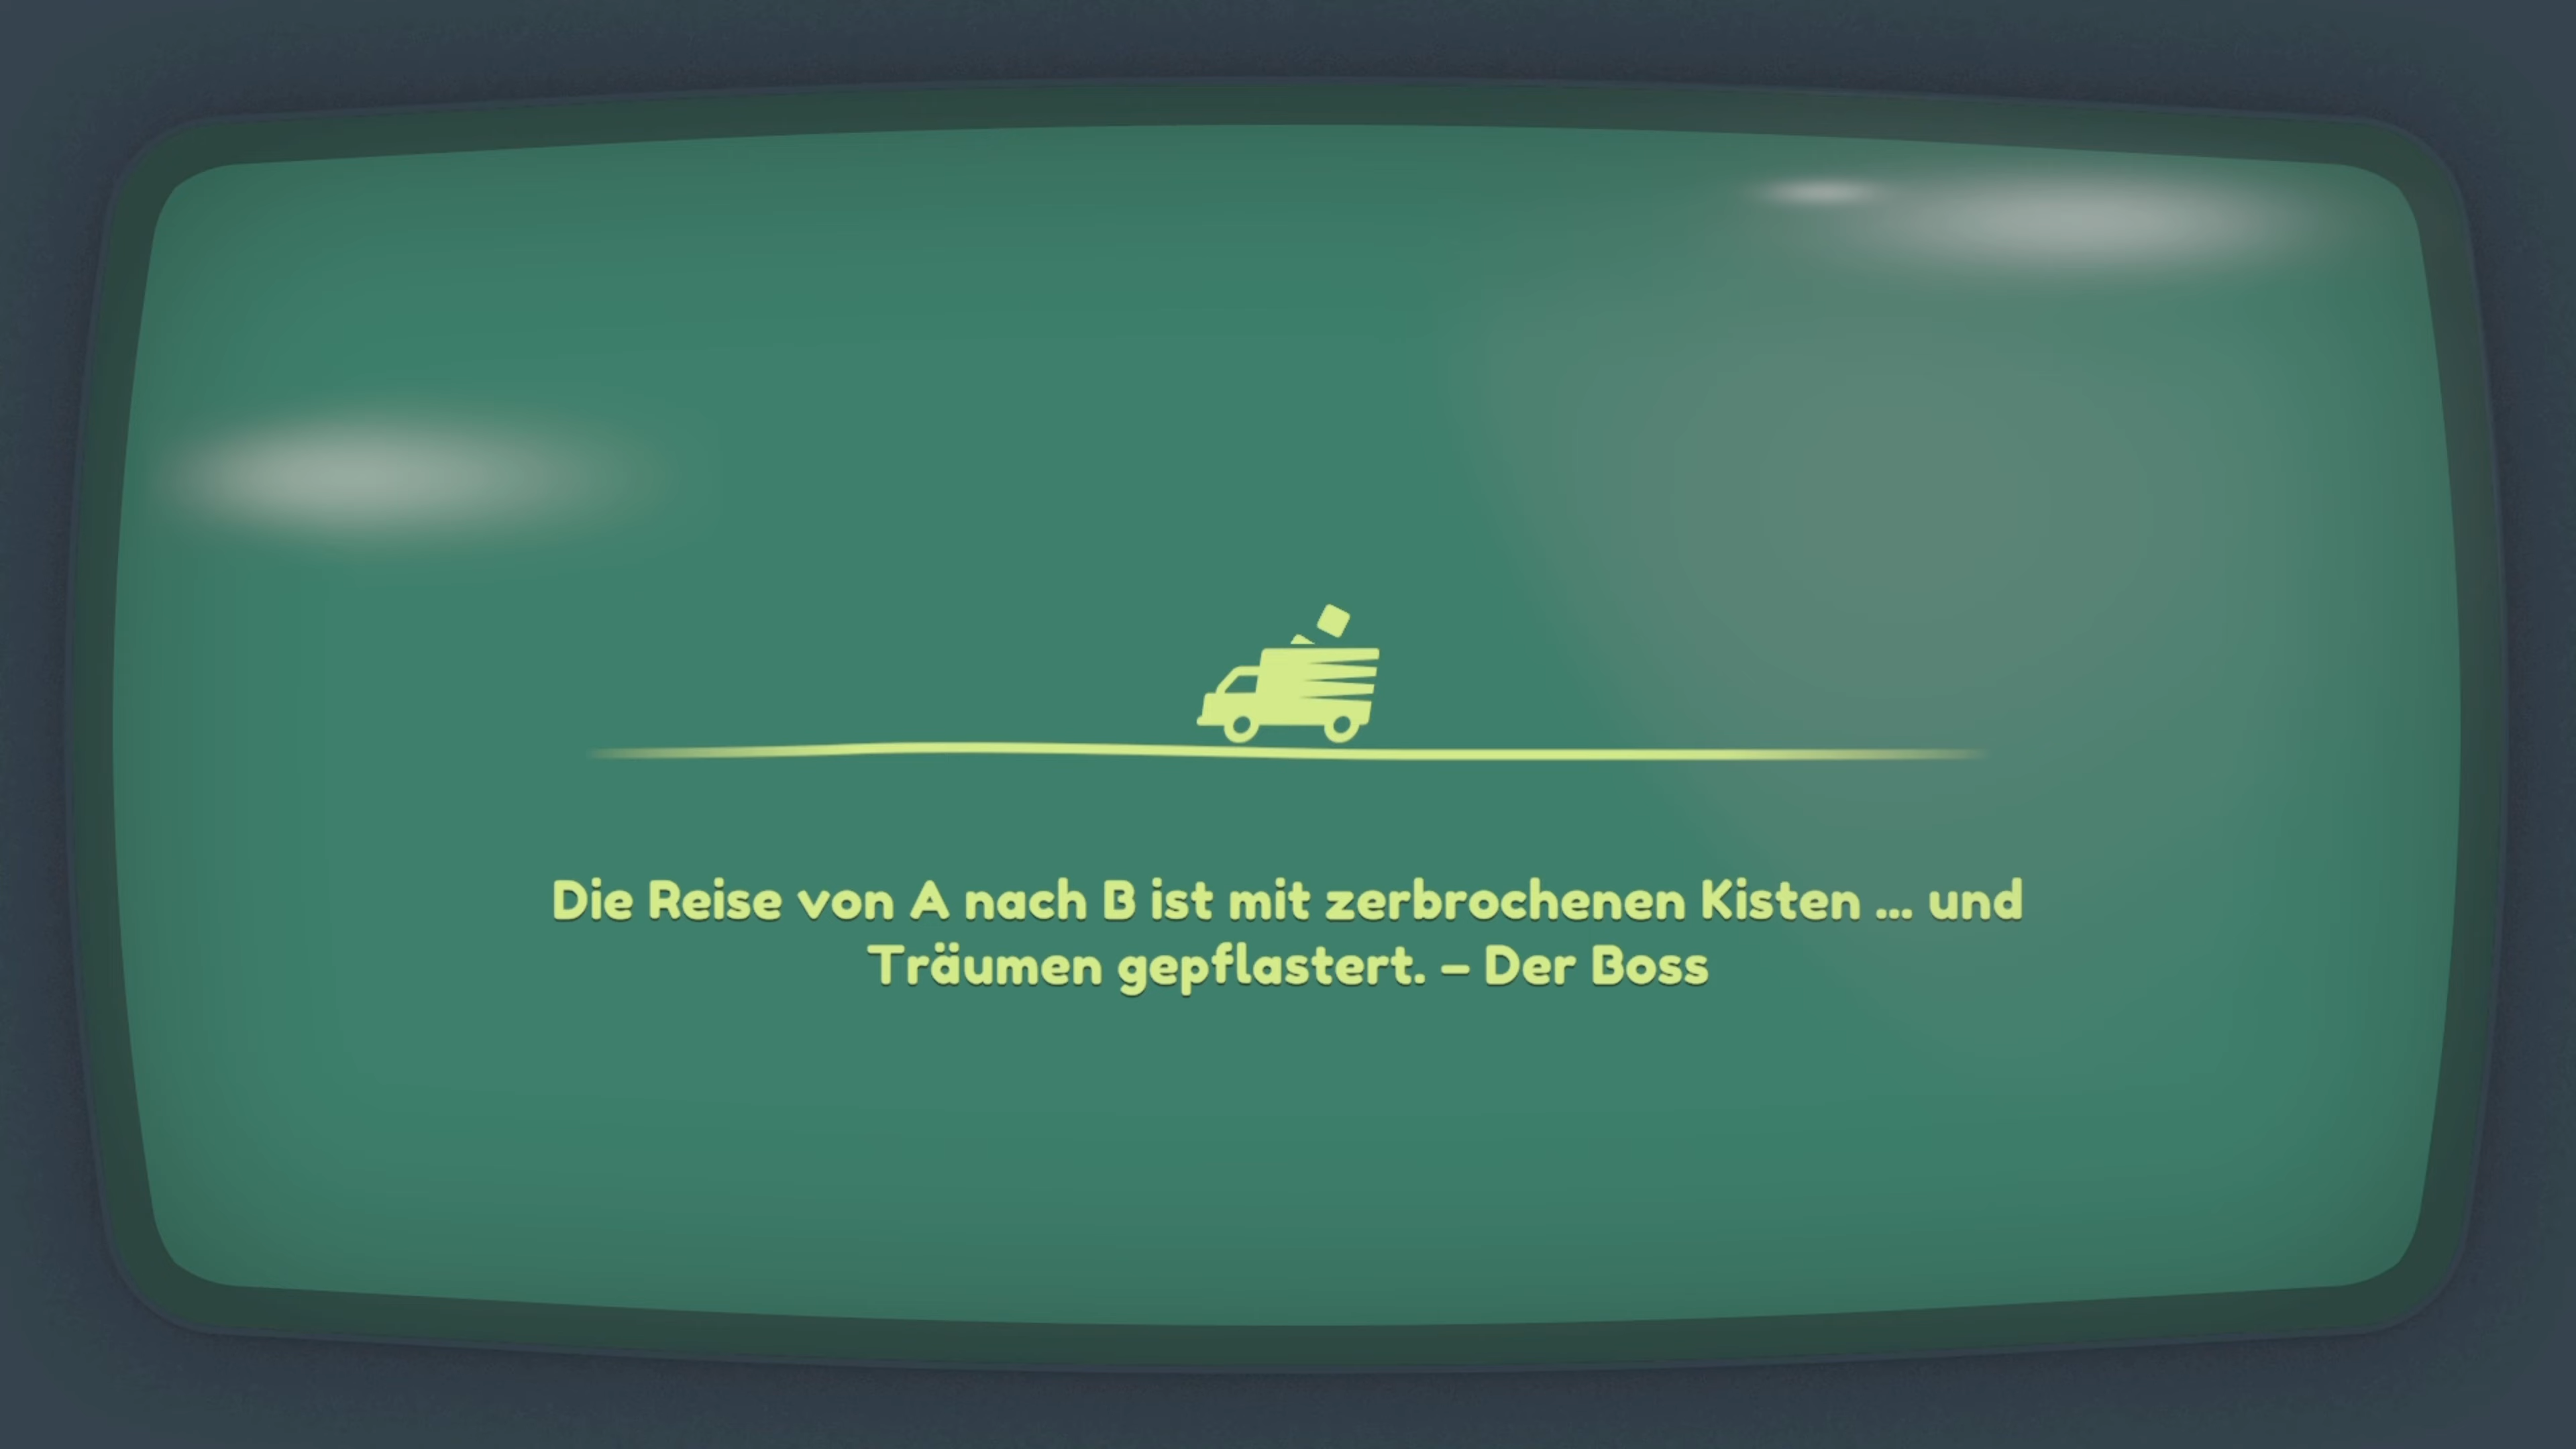 Die Reise von A nach B ist mit zerbrochenen Kisten ... und
Träumen gepflastert. – Der Boss